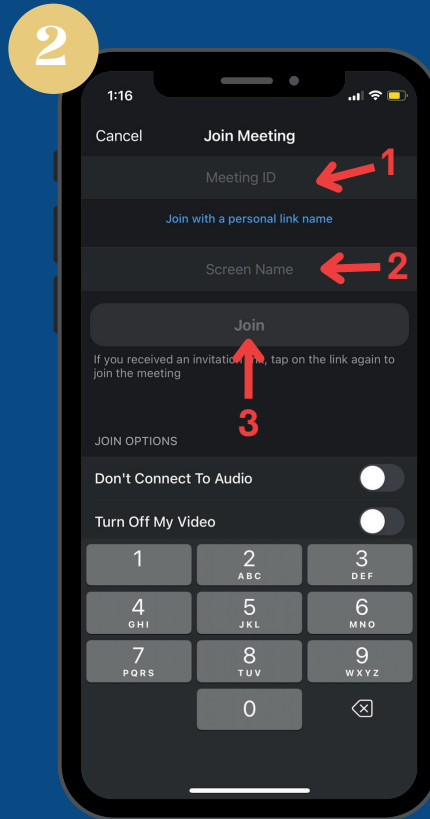 2
1:16
Cancel Join Meeting
Meeting ID 1
Join with a personal link name
Screen Name 2
Join
If you received an link, tap on the link again to
join the meeting
3
JOIN OPTIONS
Don't Connect To Audio
Turn Off My Video
1 2 3
ABC DEF
4 5 6
GHI JKL MNO
7 8 9
PQRS TUV WXYZ
0